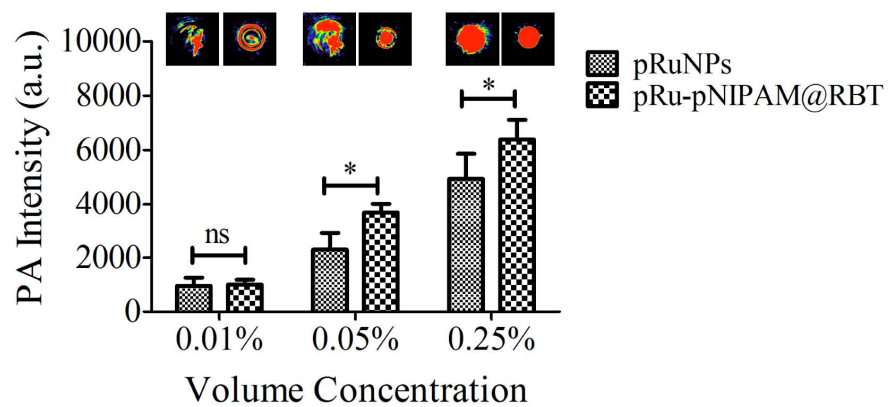 10000
8000
6000
4000
2000
0
PA Intensity (a.u.)
ns
*
*
0.01%
0.05%
0.25%
Volume Concentration
pRuNPs
pRu-pNIPAM@RBT